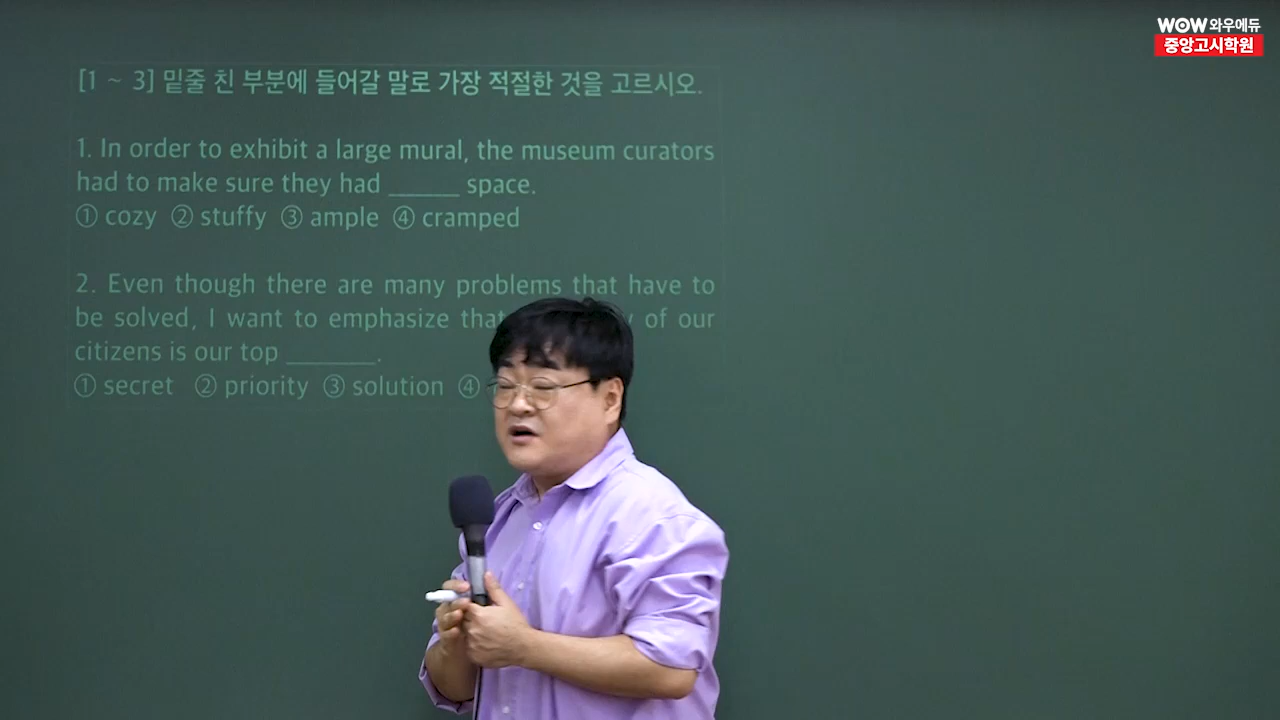 WOW와우에듀
중앙고시학원
[1 ~ 3] 밑줄 친 부분에 들어갈 말로 가장 적절한 것을 고르시오.
1. In order to exhibit a large mural, the museum curators
had to make sure they had ______ space.
① cozy ② stuffy ③ ample ④ cramped
2. Even though there are many problems that have to
be solved, I want to emphasize that of our
citizens is our top ________.
① secret ② priority ③ solution ④